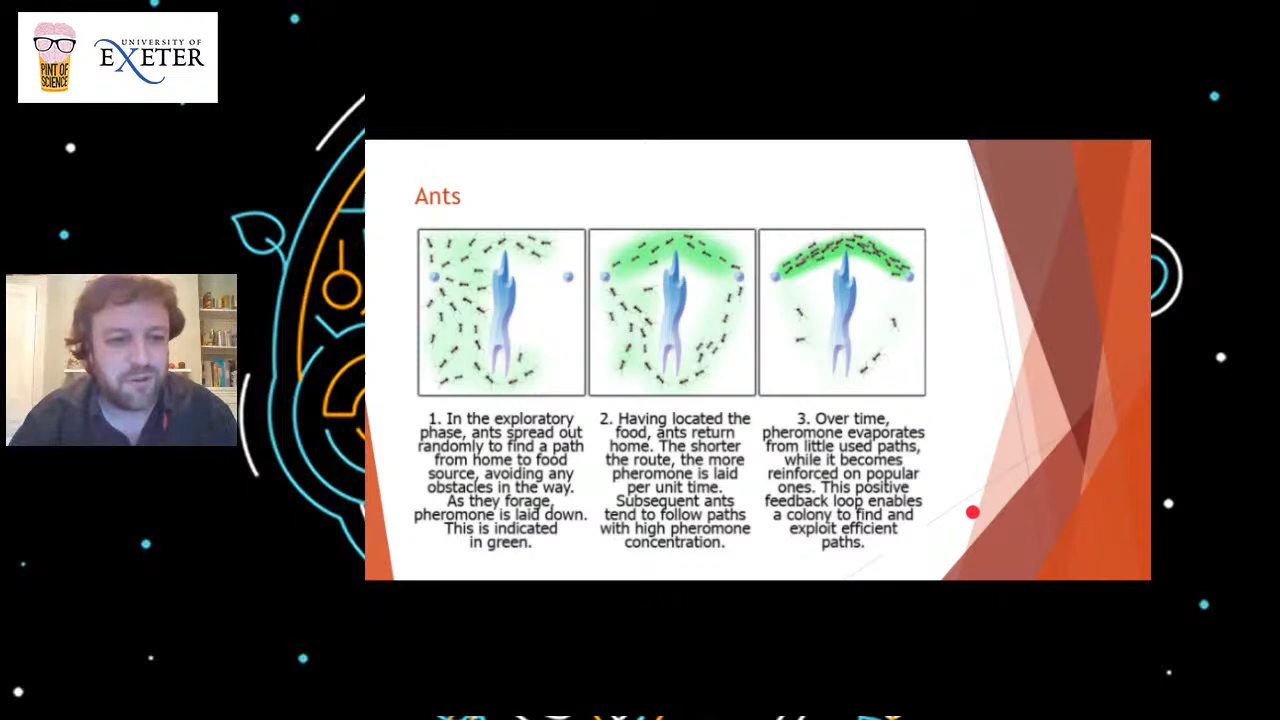 PINT OF
SCIENCE
UNIVERSITY OF
EXETER
Ants
1. In the exploratory
phase, ants spread out
randomly to find a path
from home to food
source, avoiding any
obstacles in the way.
As they forage,
pheromone is laid down.
This is indicated
in green.
2. Having located the
food, ants return
home. The shorter
the route, the more
pheromone is laid
per unit time.
Subsequent ants
tend to follow paths
with high pheromone
concentration.
3. Over time,
pheromone evaporates
from little used paths,
while it becomes
reinforced on popular
ones. This positive
feedback loop enables
a colony to find and
exploit efficient
paths.